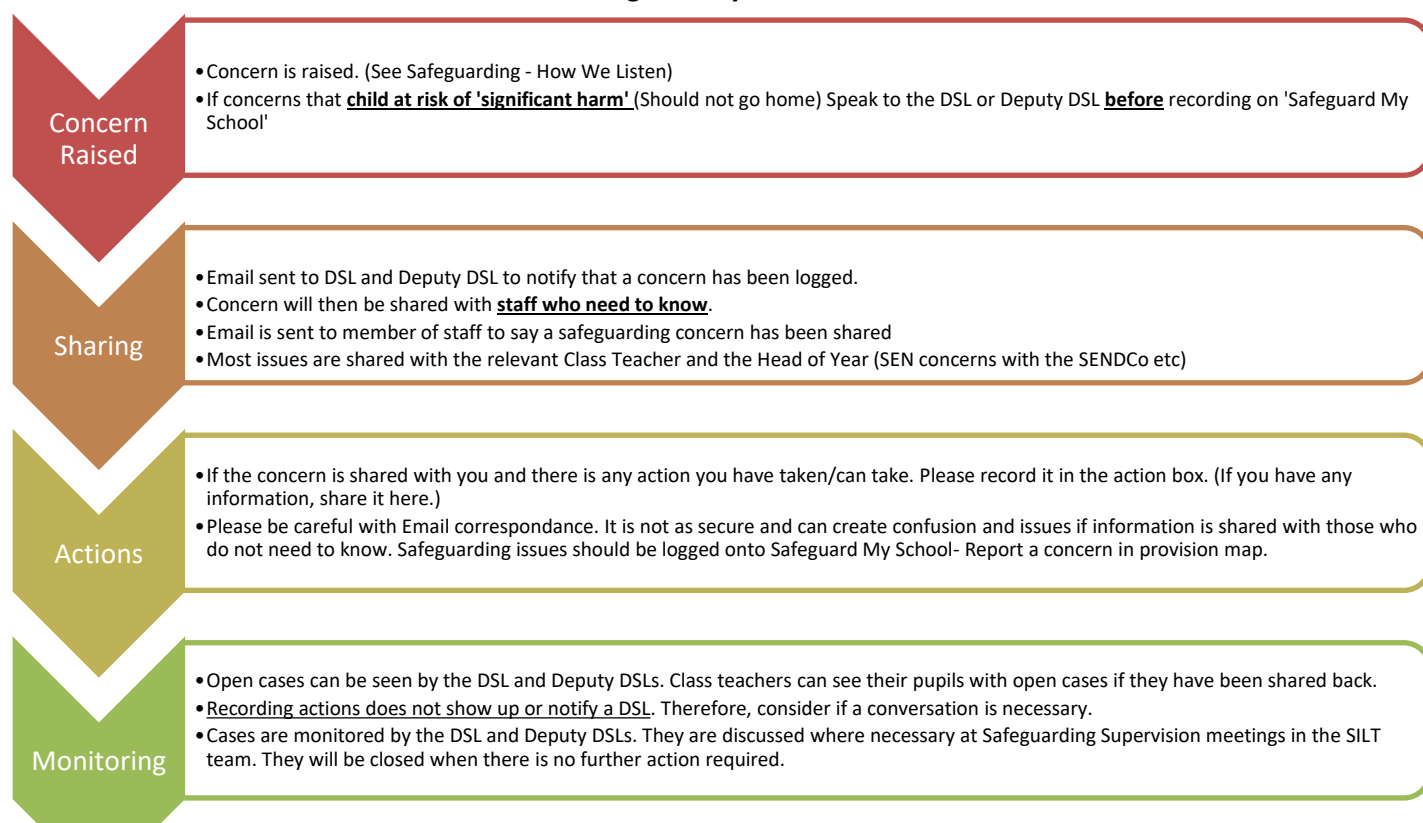 Concern
Raised
•Concern is raised. (See Safeguarding - How We Listen)
•If concerns that child at risk of 'significant harm' (Should not go home) Speak to the DSL or Deputy DSL before recording on 'Safeguard My
School'
Sharing
•Email sent to DSL and Deputy DSL to notify that a concern has been logged.
•Concern will then be shared with staff who need to know.
•Email is sent to member of staff to say a safeguarding concern has been shared
•Most issues are shared with the relevant Class Teacher and the Head of Year (SEN concerns with the SENDCo etc)
Actions
•If the concern is shared with you and there is any action you have taken/can take. Please record it in the action box. (If you have any
information, share it here.)
•Please be careful with Email correspondance. It is not as secure and can create confusion and issues if information is shared with those who
do not need to know. Safeguarding issues should be logged onto Safeguard My School- Report a concern in provision map.
Monitoring
•Open cases can be seen by the DSL and Deputy DSLs. Class teachers can see their pupils with open cases if they have been shared back.
•Recording actions does not show up or notify a DSL. Therefore, consider if a conversation is necessary.
•Cases are monitored by the DSL and Deputy DSLs. They are discussed where necessary at Safeguarding Supervision meetings in the SILT
team. They will be closed when there is no further action required.